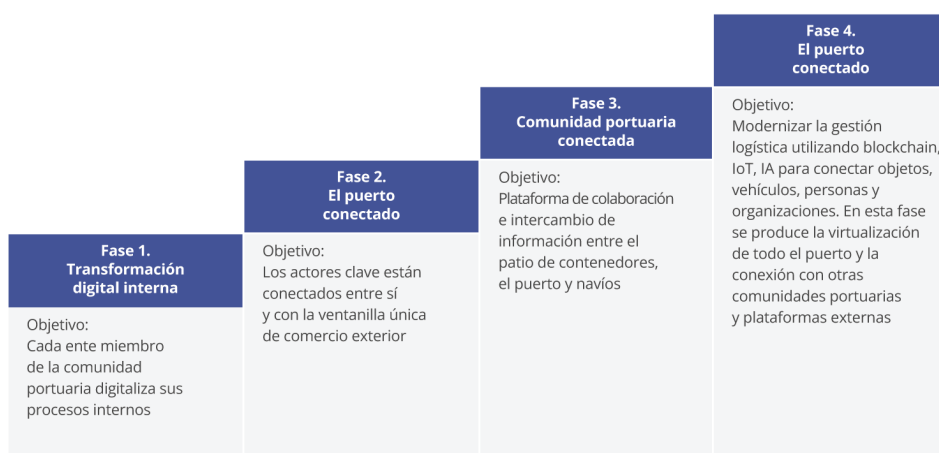 Fase 1.
Transformación
digital interna
Objetivo:
Cada ente miembro
de la comunidad
portuaria digitaliza sus
procesos internos
Fase 2.
El puerto
conectado
Objetivo:
Los actores clave están
conectados entre sí
y con la ventanilla única
de comercio exterior
Fase 3.
Comunidad portuaria
conectada
Objetivo:
Plataforma de colaboración
e intercambio de
información entre el
patio de contenedores,
el puerto y navíos
Fase 4.
El puerto
conectado
Objetivo:
Modernizar la gestión
logística utilizando blockchain,
IoT, IA para conectar objetos,
vehículos, personas y
organizaciones. En esta fase
se produce la virtualización
de todo el puerto y la
conexión con otras
comunidades portuarias
y plataformas externas